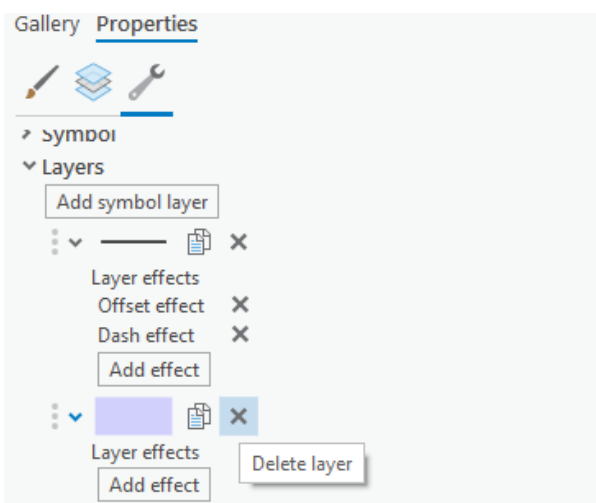 Gallery Properties
Symbol
Layers
Add symbol layer
Layer effects
Offset effect
Dash effect
Add effect
Layer effects
Delete layer
Add effect